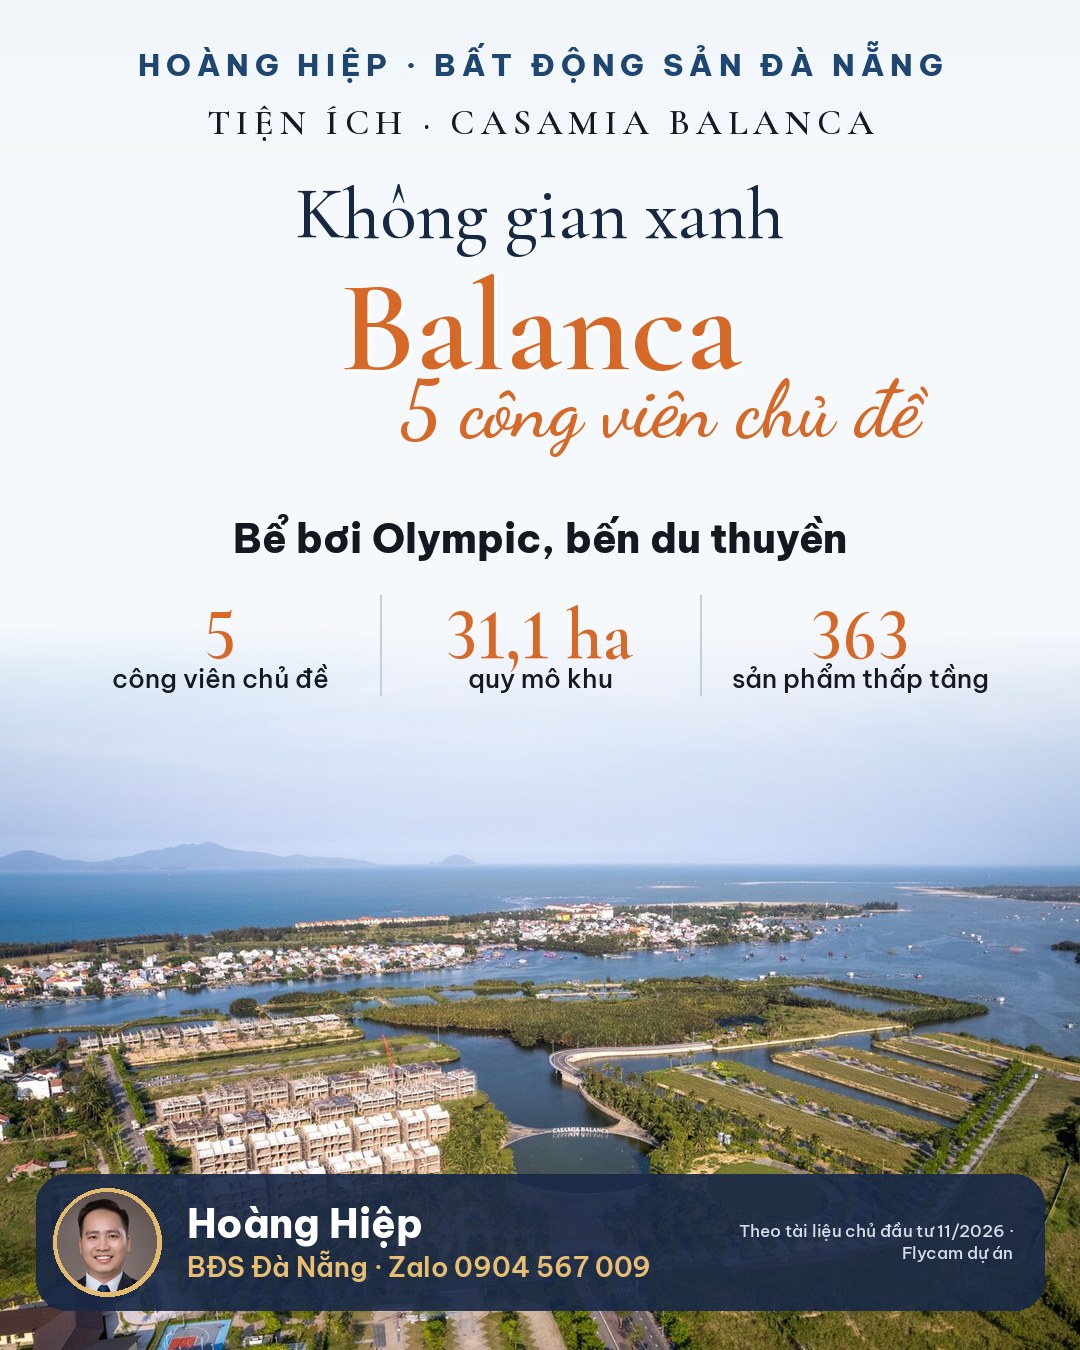 HOÀNG HIỆP · BẤT ĐỘNG SẢN ĐÀ NẴNG
TIỆN ÍCH · CASAMIA BALANCA
Không gian xanh
Balanca
5 công viên chủ đề
Bể bơi Olympic, bến du thuyền
5
công viên chủ đề
31,1 ha
quy mô khu
363
sản phẩm thấp tầng
CASAMIA BALANCA
Hoàng Hiệp
BĐS Đà Nẵng · Zalo 0904 567 009
Theo tài liệu chủ đầu tư 11/2026 ·
Flycam dự án